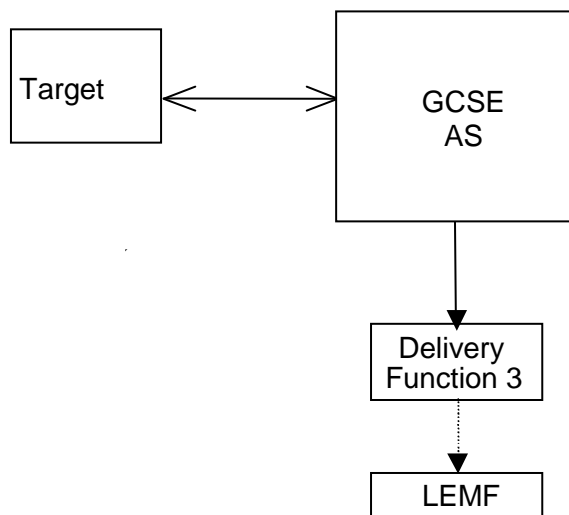 Target
GCSE
AS
Delivery
Function 3
LEMF